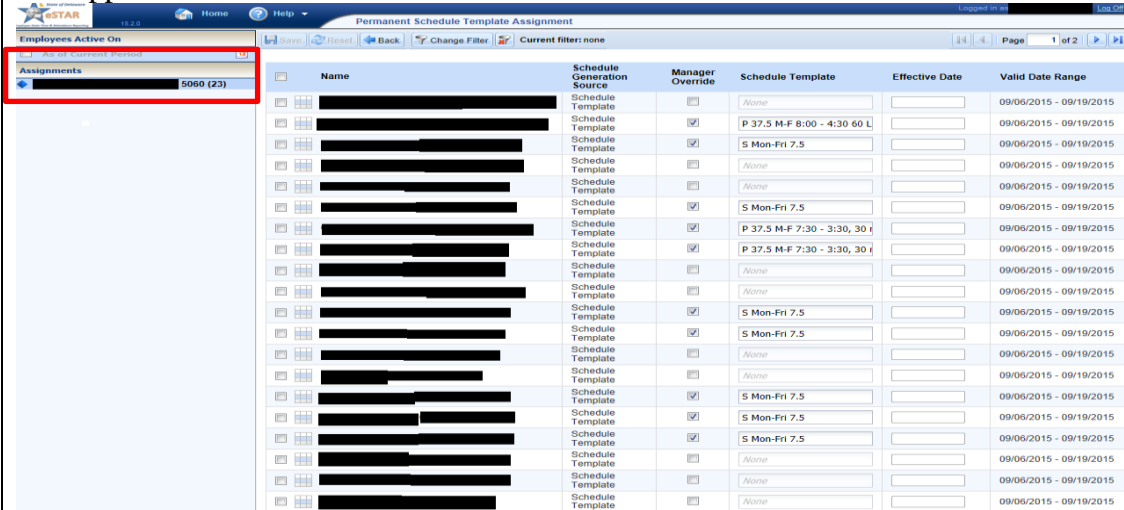 State of Delaware
eSTAR
15.2.0
Home
Help
Logged in as
Log Off
Permanent Schedule Template Assignment
Employees Active On
Save Reset Back Change Filter Current filter: none
Page 1 of 2
As of Current Period
Assignments
5060 (23)
Name Schedule Generation Source Manager Override Schedule Template Effective Date Valid Date Range
Schedule Template None 09/06/2015 - 09/19/2015
Schedule Template P 37.5 M-F 8:00 - 4:30 60 L 09/06/2015 - 09/19/2015
Schedule Template S Mon-Fri 7.5 09/06/2015 - 09/19/2015
Schedule Template None 09/06/2015 - 09/19/2015
Schedule Template None 09/06/2015 - 09/19/2015
Schedule Template S Mon-Fri 7.5 09/06/2015 - 09/19/2015
Schedule Template P 37.5 M-F 7:30 - 3:30, 30 r 09/06/2015 - 09/19/2015
Schedule Template P 37.5 M-F 7:30 - 3:30, 30 r 09/06/2015 - 09/19/2015
Schedule Template None 09/06/2015 - 09/19/2015
Schedule Template None 09/06/2015 - 09/19/2015
Schedule Template S Mon-Fri 7.5 09/06/2015 - 09/19/2015
Schedule Template S Mon-Fri 7.5 09/06/2015 - 09/19/2015
Schedule Template None 09/06/2015 - 09/19/2015
Schedule Template None 09/06/2015 - 09/19/2015
Schedule Template S Mon-Fri 7.5 09/06/2015 - 09/19/2015
Schedule Template S Mon-Fri 7.5 09/06/2015 - 09/19/2015
Schedule Template S Mon-Fri 7.5 09/06/2015 - 09/19/2015
Schedule Template None 09/06/2015 - 09/19/2015
Schedule Template None 09/06/2015 - 09/19/2015
Schedule Template None 09/06/2015 - 09/19/2015